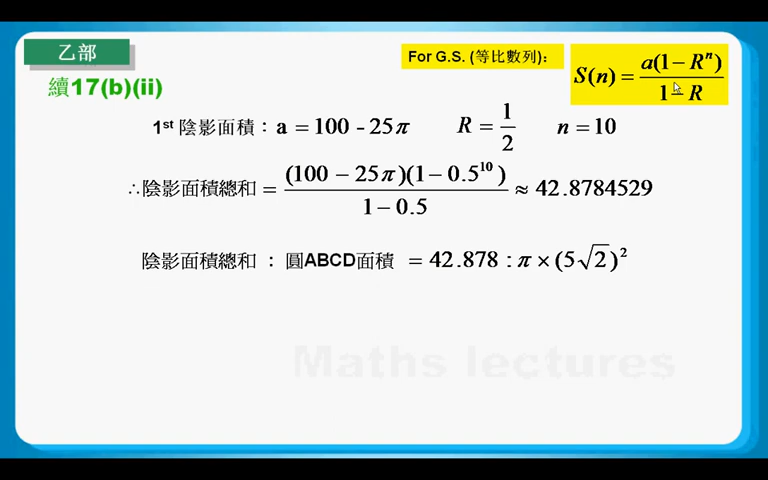 乙部
For G.S. (等比數列):
S(n) = a(1 − Rⁿ) / 1 − R
續17(b)(ii)
1st 陰影面積：a = 100 - 25π  R = 1/2  n = 10
∴陰影面積總和 = (100 − 25π)(1 − 0.5¹⁰) / 1 − 0.5 ≈ 42.8784529
陰影面積總和 : 圓ABCD面積 = 42.878 : π × (5√2)²
Maths lectures